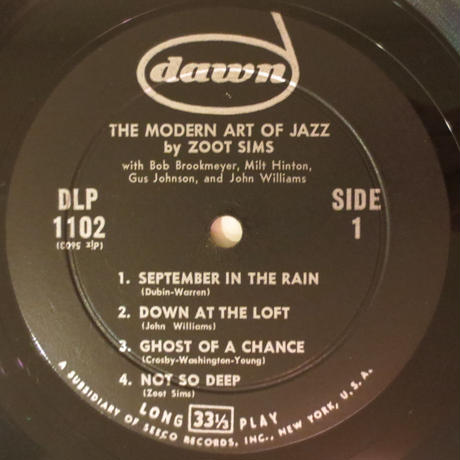 dawn
THE MODERN ART OF JAZZ
by ZOOT SIMS
with Bob Brookmeyer, Milt Hinton,
Gus Johnson, and John Williams
DLP
1102
SIDE
1
1. SEPTEMBER IN THE RAIN
(Dubin-Warren)
2. DOWN AT THE LOFT
(John Williams)
3. GHOST OF A CHANCE
(Crosby-Washington-Young)
4. NOT SO DEEP
(Zoot Sims)
LONG 33⅓ PLAY
A SUBSIDIARY OF SEECO RECORDS, INC., NEW YORK, U.S.A.